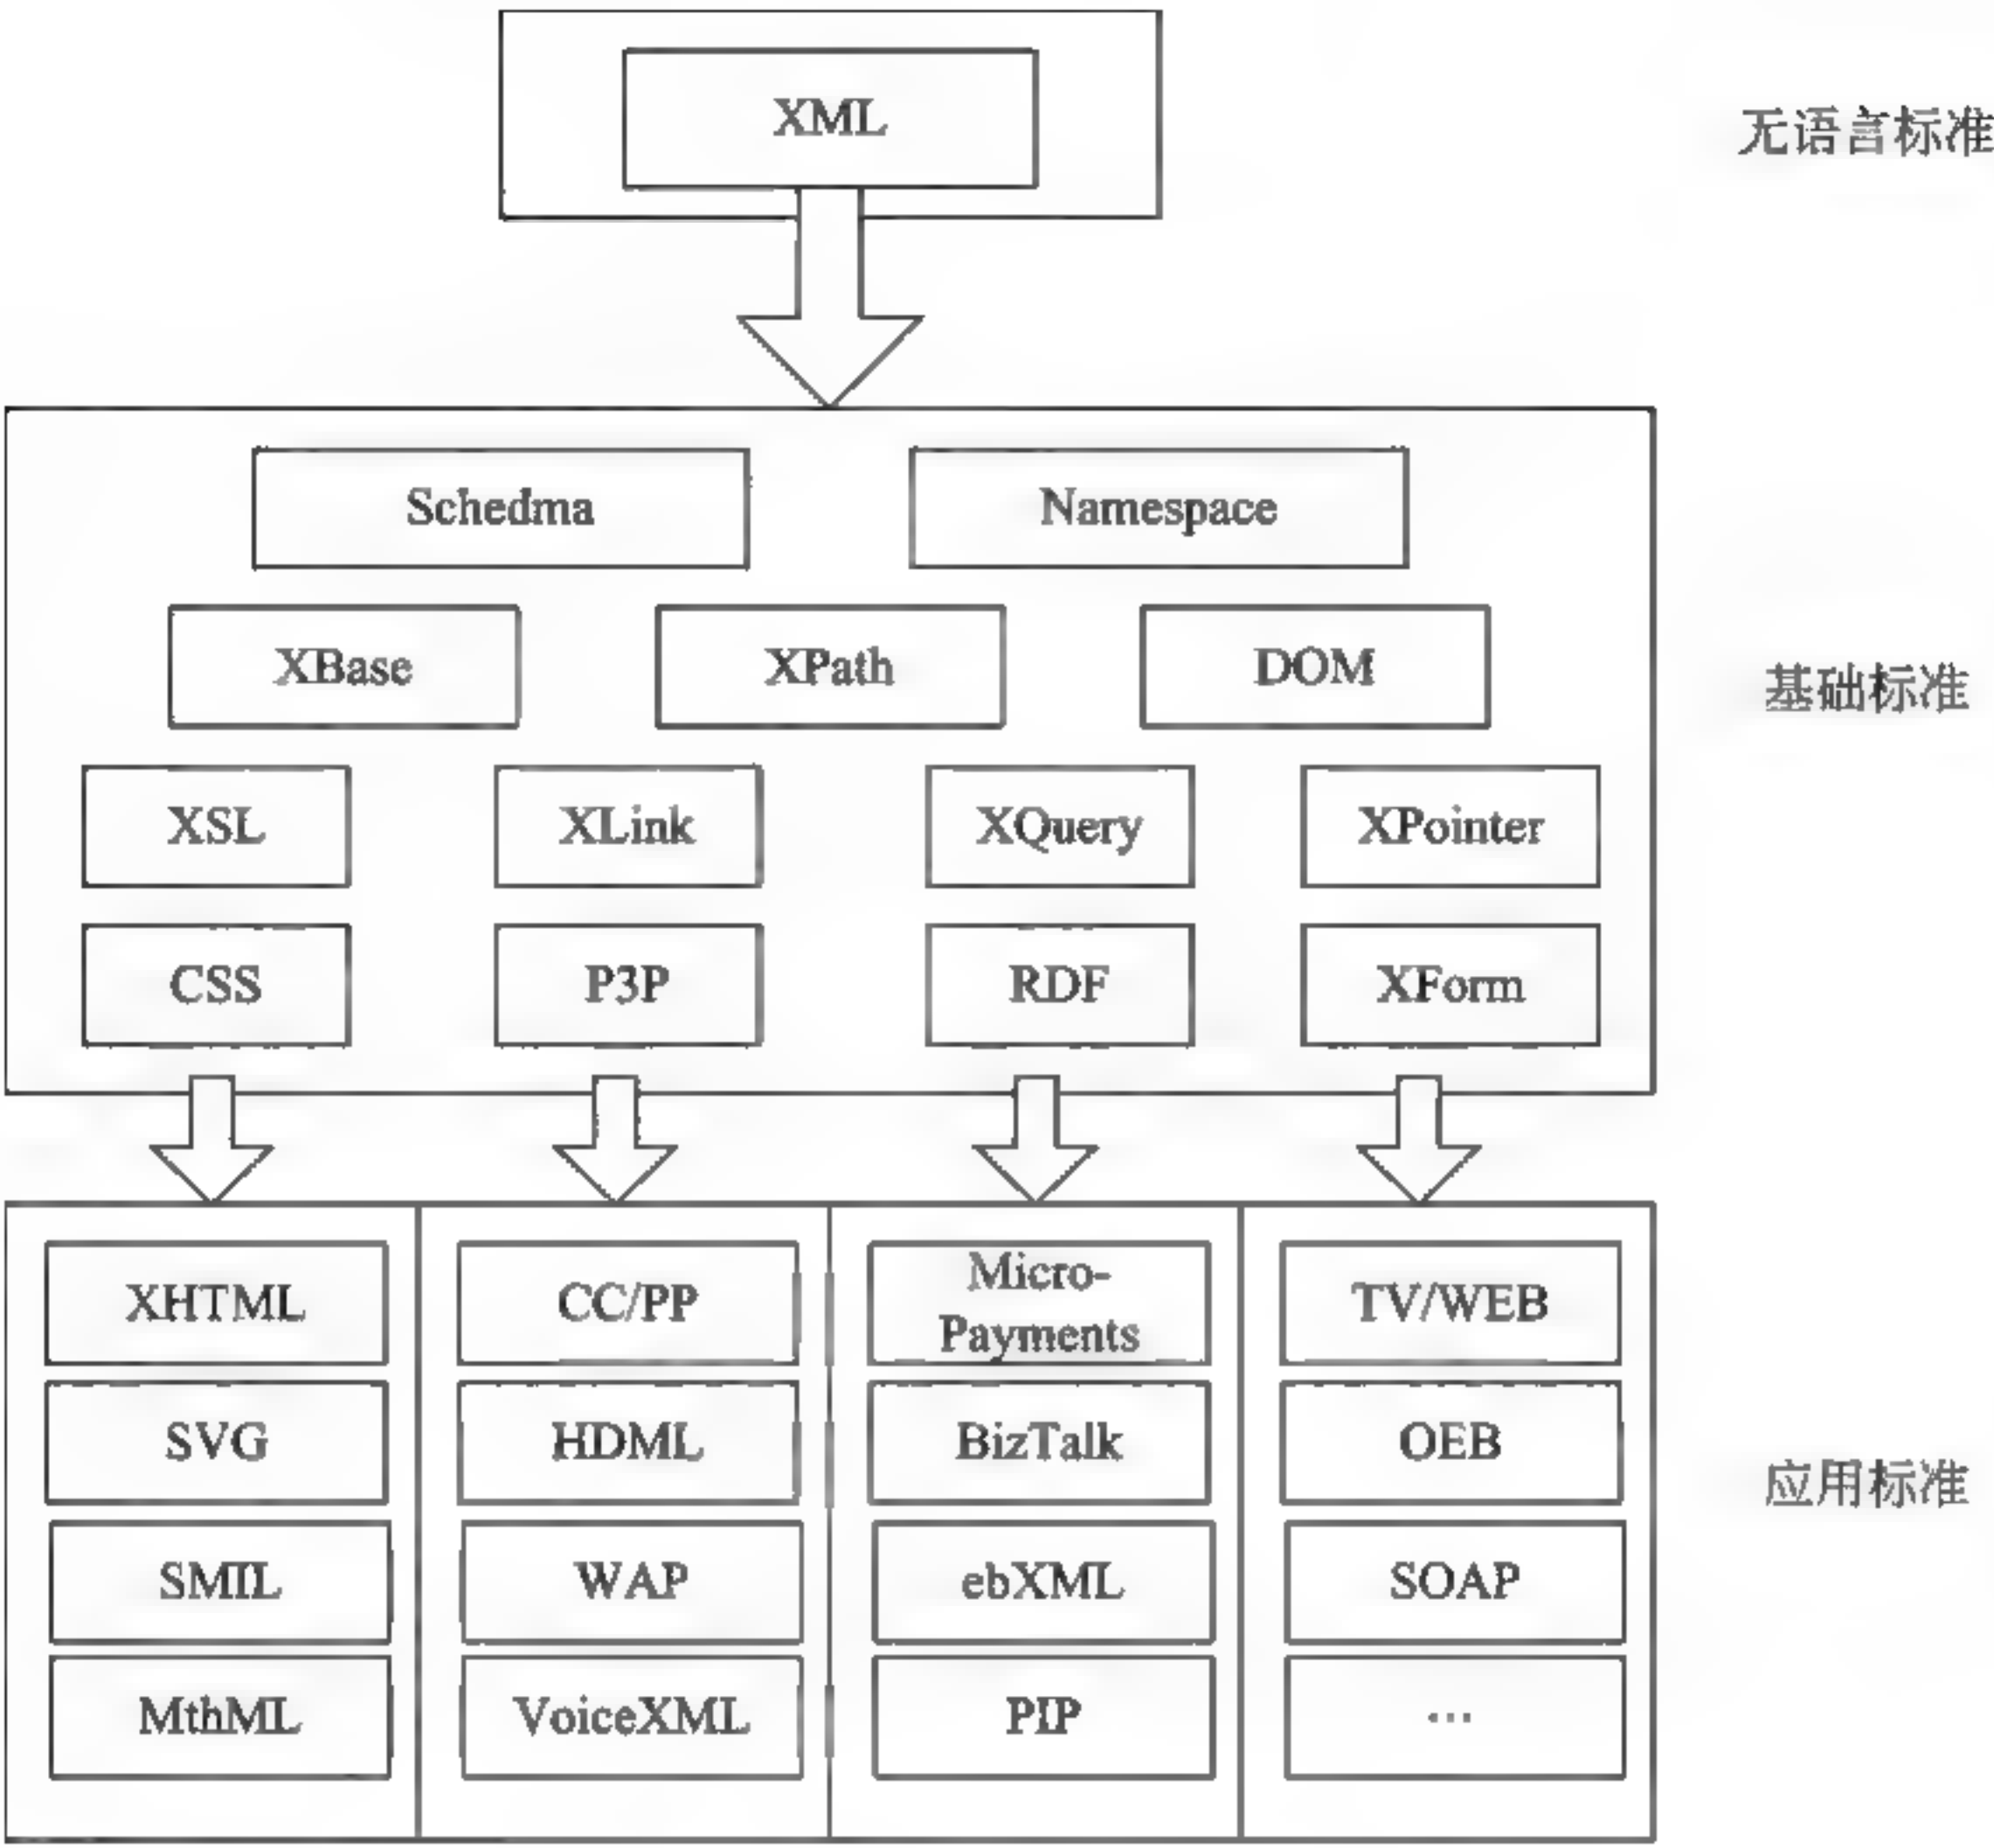 XML
无语言标准
Schedma
Namespace
XBase
XPath
DOM
基础标准
XSL
XLink
XQuery
XPointer
CSS
P3P
RDF
XForm
XHTML
CC/PP
Micro-
Payments
TV/WEB
SVG
HDML
BizTalk
OEB
应用标准
SMIL
WAP
ebXML
SOAP
MthML
VoiceXML
PIP
…